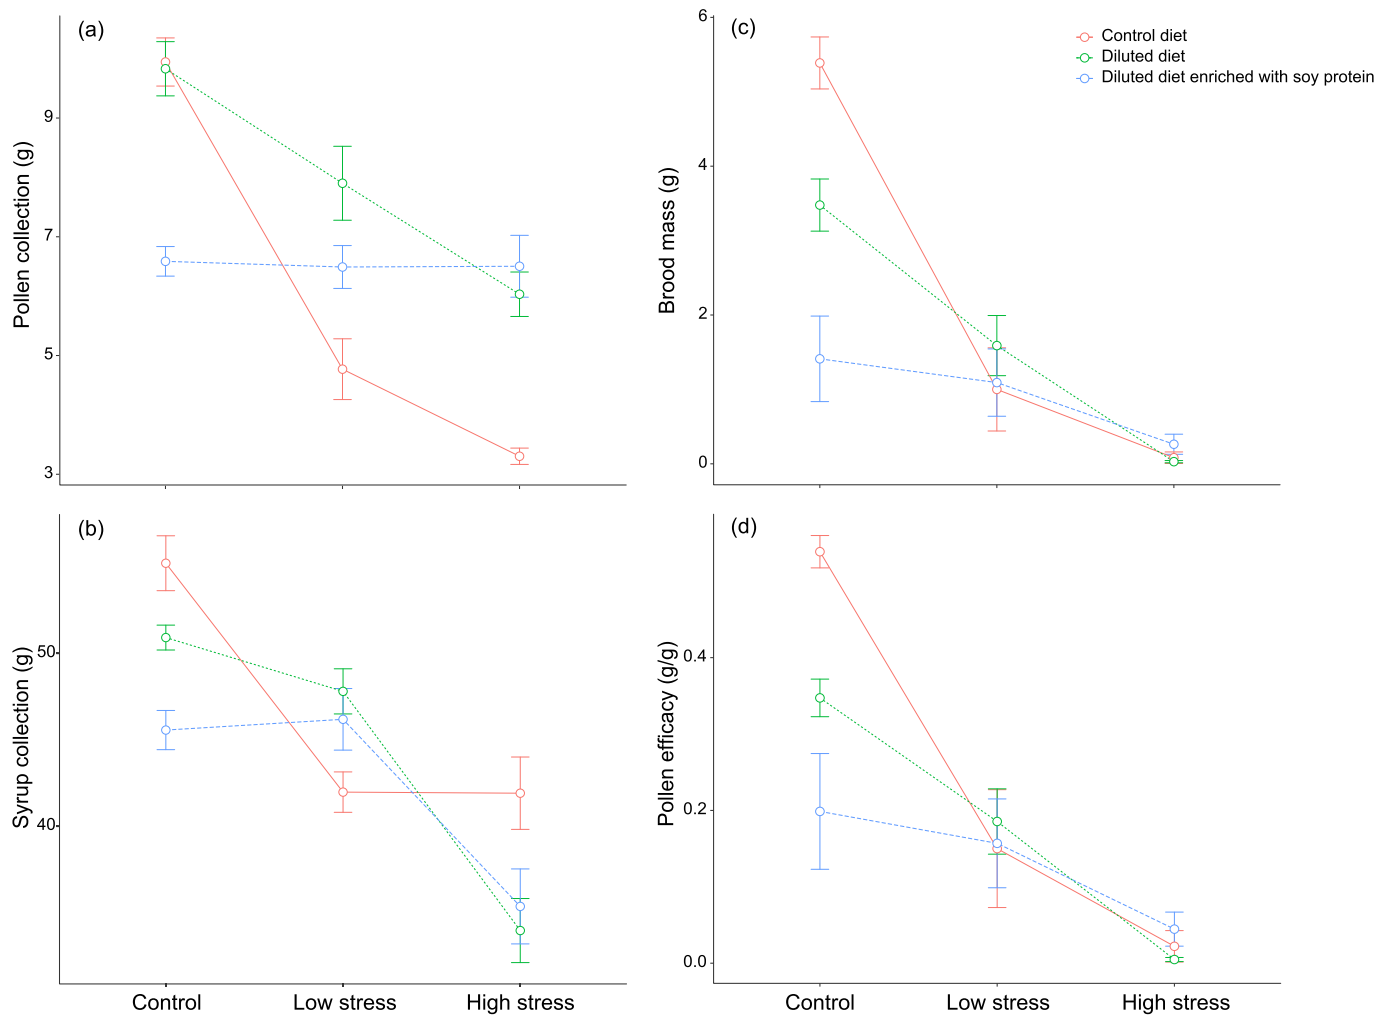 (a)
9
7
5
3
Pollen collection (g)
(c)
6
4
2
0
Brood mass (g)
Control diet
Diluted diet
Diluted diet enriched with soy protein
(b)
50
40
Syrup collection (g)
Control
Low stress
High stress
(d)
0.4
0.2
0.0
Pollen efficacy (g/g)
Control
Low stress
High stress